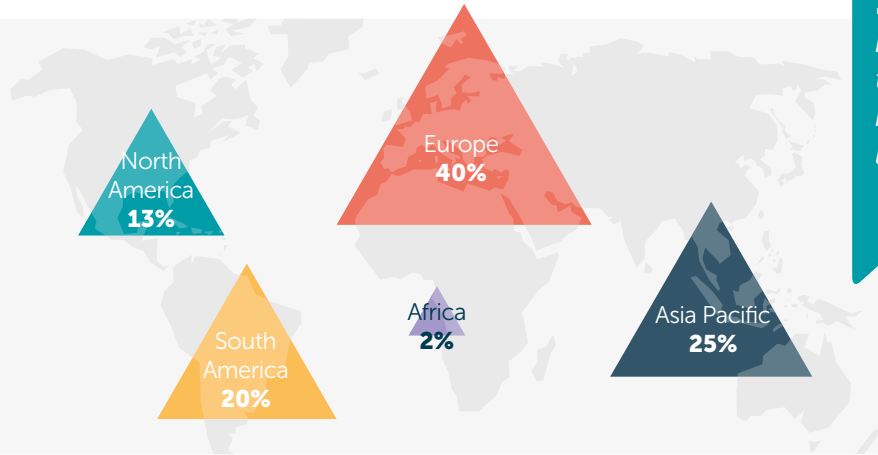 Europe
40%
North
America
13%
Africa
2%
Asia Pacific
25%
South
America
20%